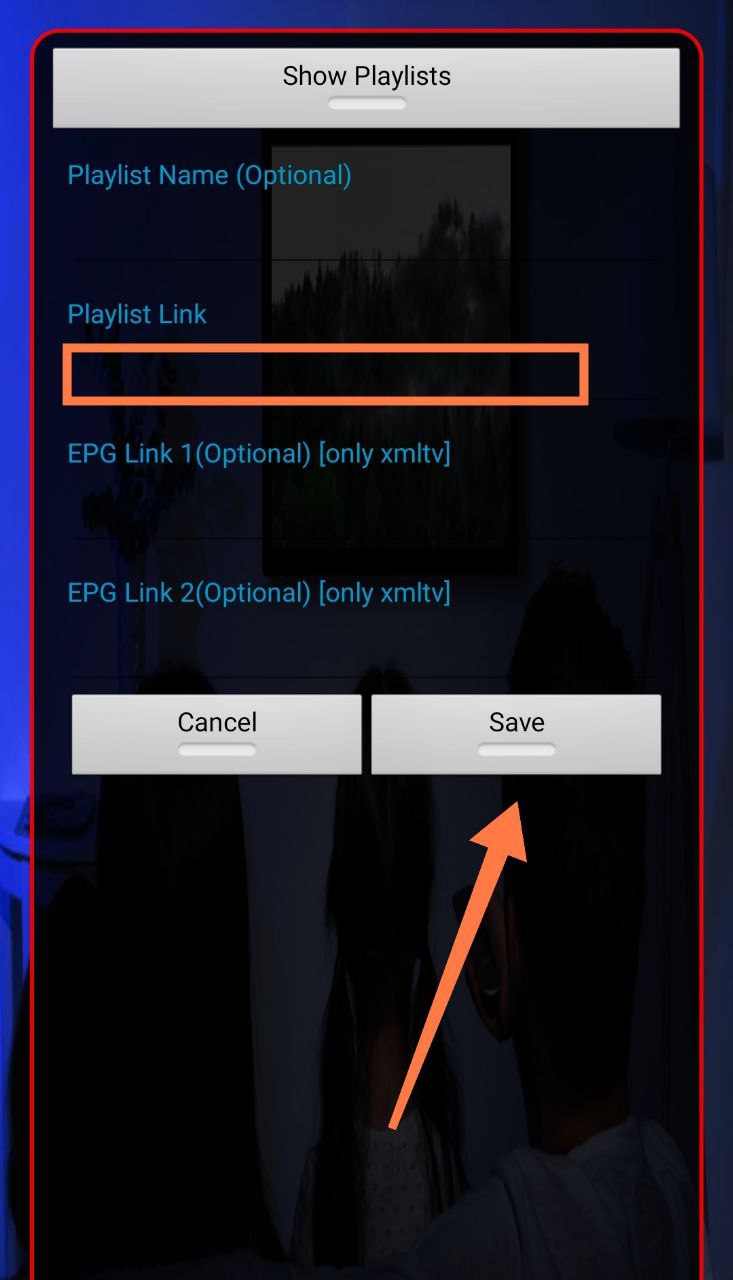 Show Playlists
Playlist Name (Optional)
Playlist Link
EPG Link 1(Optional) [only xmltv]
EPG Link 2(Optional) [only xmltv]
Cancel
Save